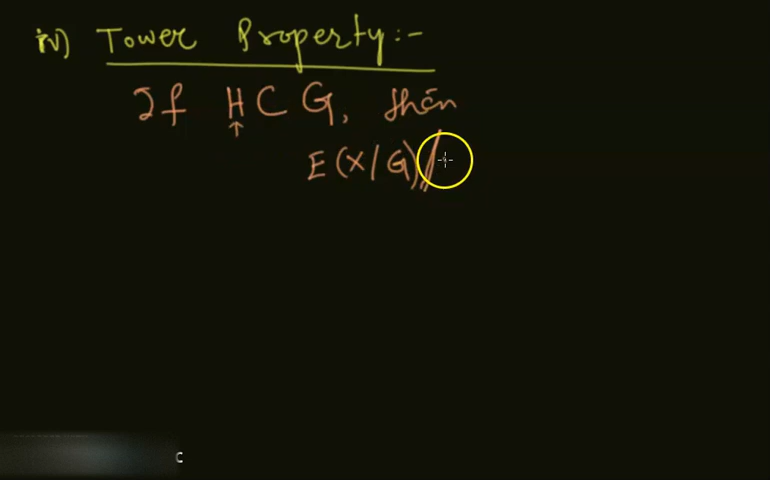 iv) Tower Property:-
If H ⊂ G, then
↑
E(X/G)/
c